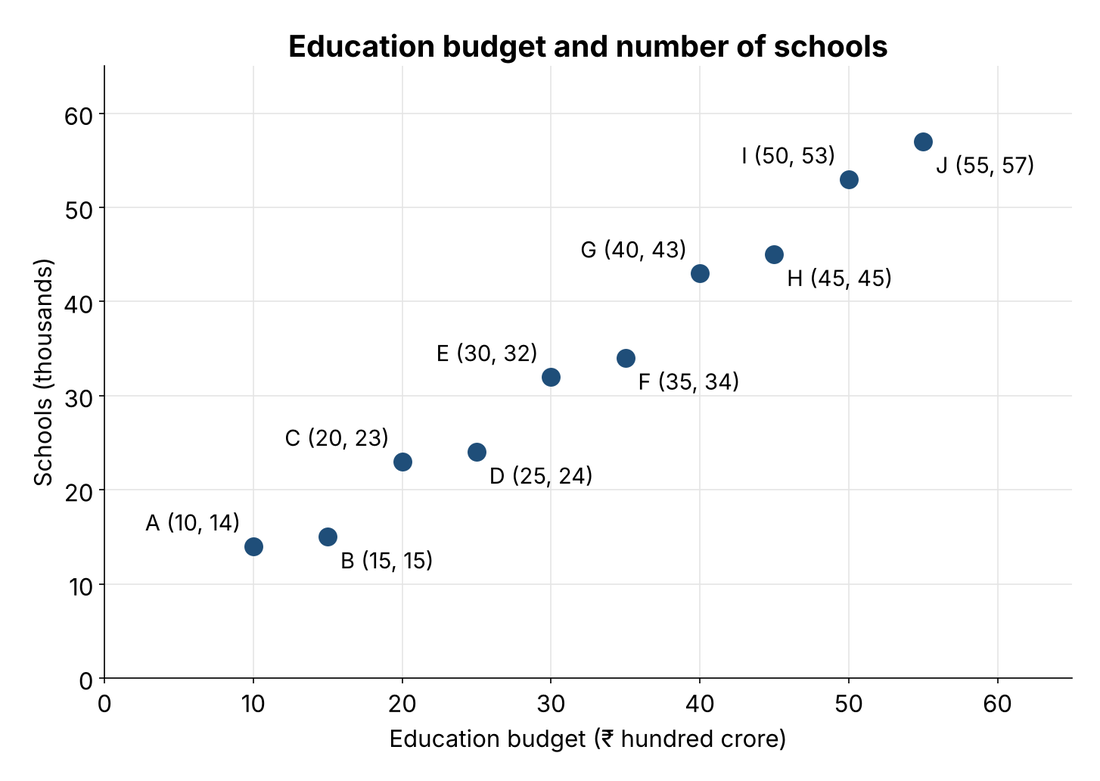 Education budget and number of schools
Schools (thousands)
60
50
40
30
20
10
0
I (50, 53)
J (55, 57)
G (40, 43)
H (45, 45)
E (30, 32)
F (35, 34)
C (20, 23)
D (25, 24)
A (10, 14)
B (15, 15)
0 10 20 30 40 50 60
Education budget (₹ hundred crore)